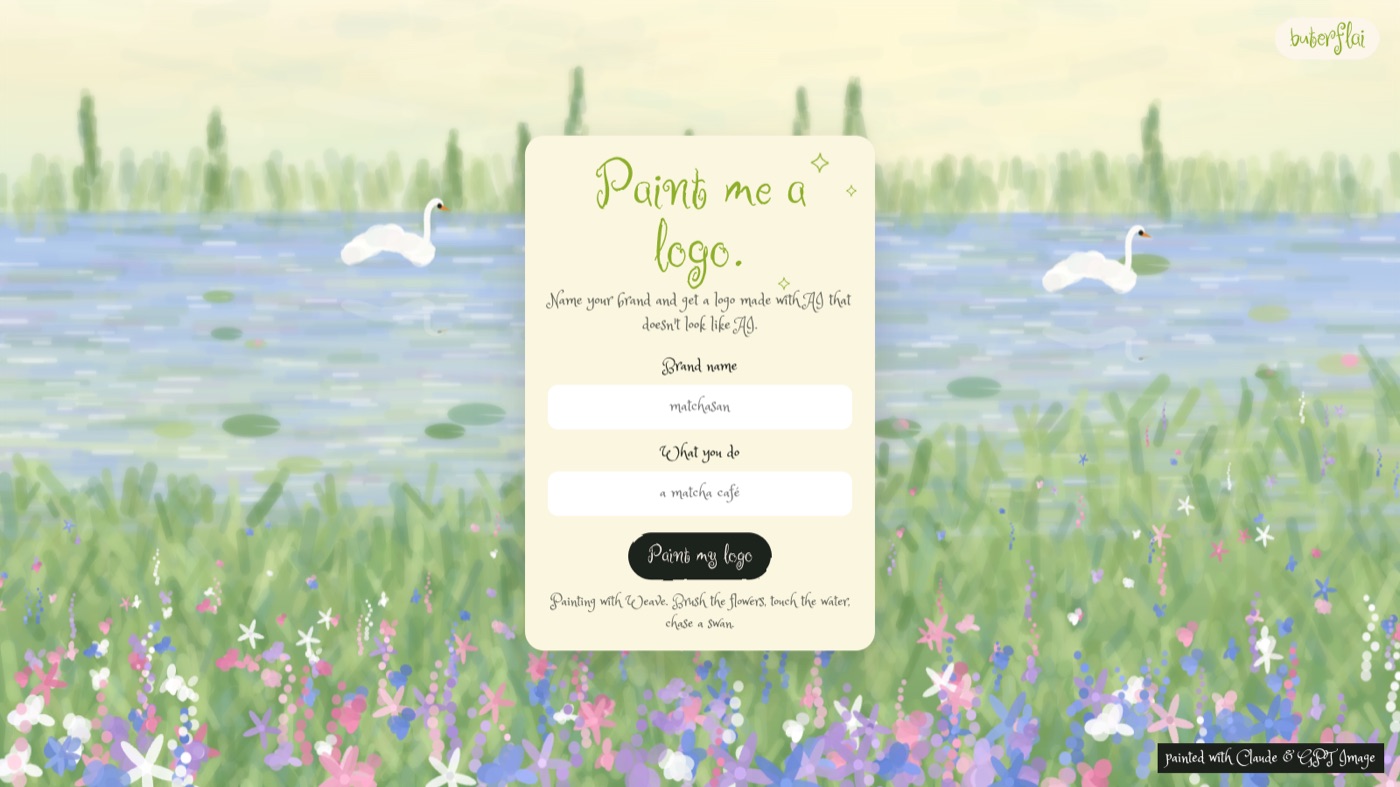 buterflai
Paint me a
logo.
Name your brand and get a logo made with AI that
doesn't look like AI.
Brand name
matchasan
What you do
a matcha café
Paint my logo
Painting with Weave. Brush the flowers, touch the water,
chase a swan.
painted with Claude & GPT Image